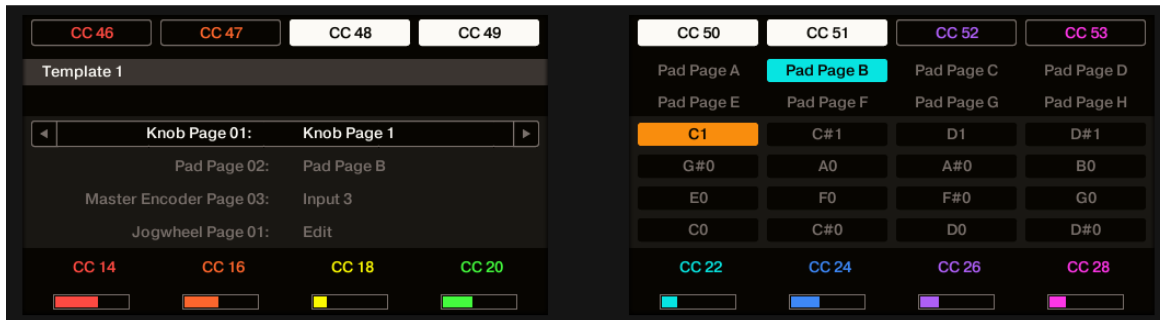 CC 46 CC 47 CC 48 CC 49
Template 1
Knob Page 01: Knob Page 1
Pad Page 02: Pad Page B
Master Encoder Page 03: Input 3
Jogwheel Page 01: Edit
CC 14 CC 16 CC 18 CC 20
CC 50 CC 51 CC 52 CC 53
Pad Page A Pad Page B Pad Page C Pad Page D
Pad Page E Pad Page F Pad Page G Pad Page H
C1 C#1 D1 D#1
G#0 A0 A#0 B0
E0 F0 F#0 G0
C0 C#0 D0 D#0
CC 22 CC 24 CC 26 CC 28